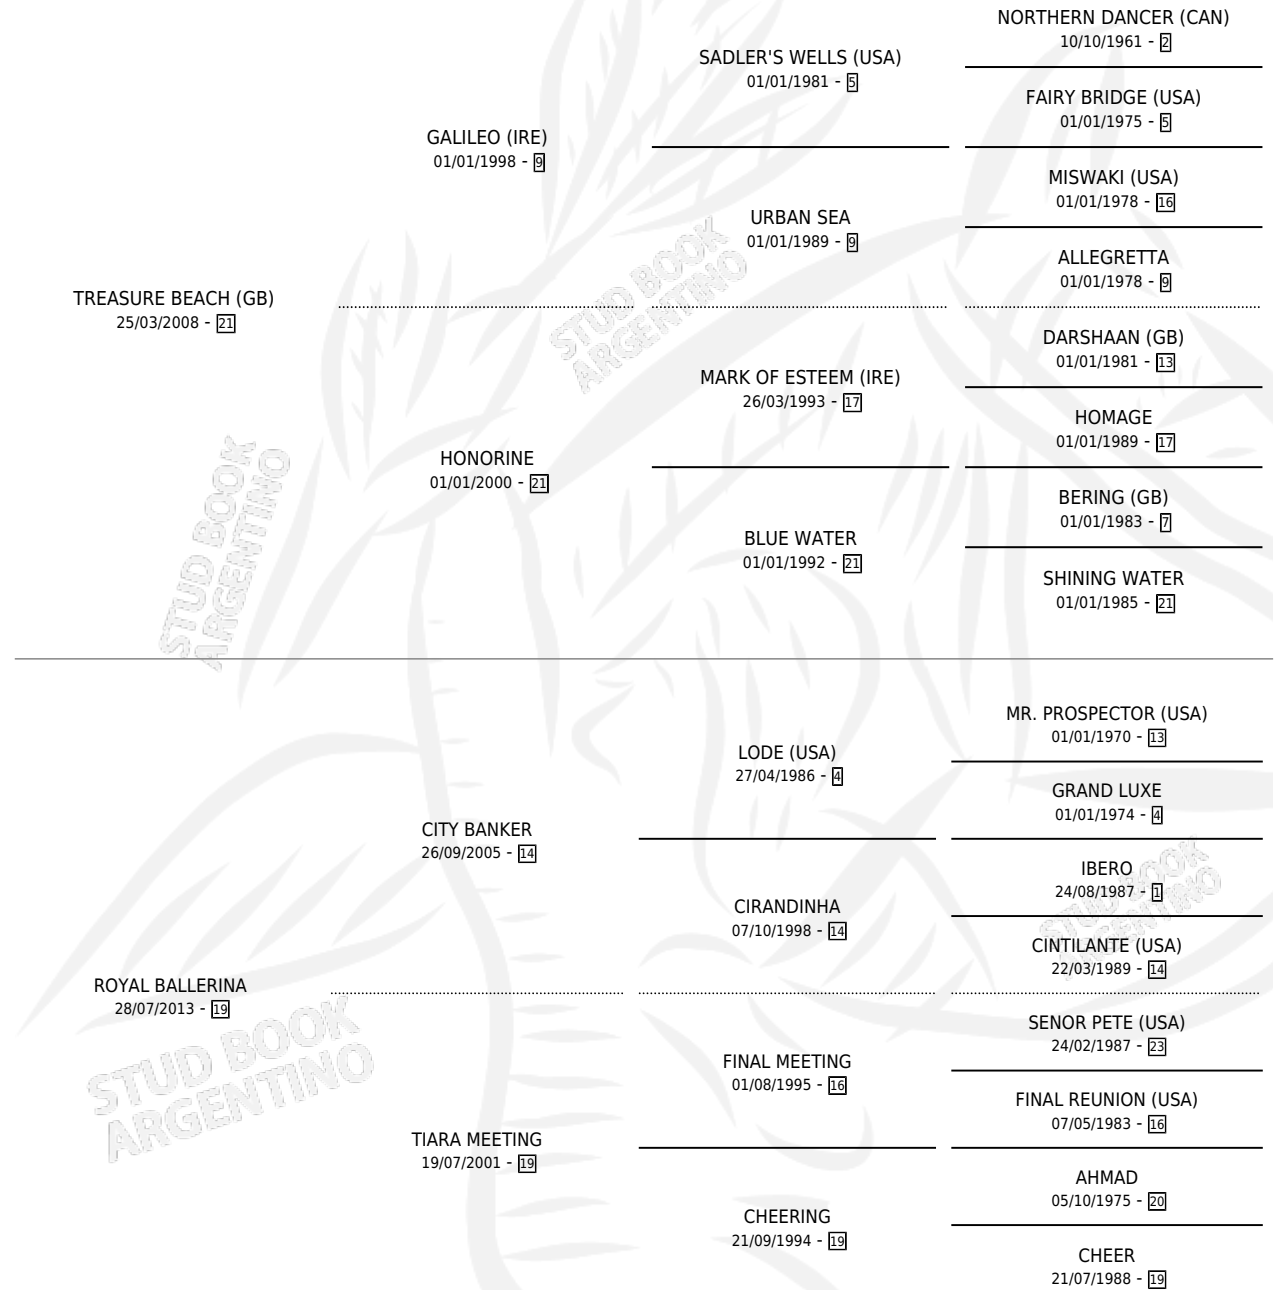 NORTHERN DANCER (CAN)
10/10/1961 - 2
SADLER'S WELLS (USA)
01/01/1981 - 5
FAIRY BRIDGE (USA)
01/01/1975 - 5
GALILEO (IRE)
01/01/1998 - 9
MISWAKI (USA)
01/01/1978 - 16
URBAN SEA
01/01/1989 - 9
ALLEGRETTA
01/01/1978 - 9
TREASURE BEACH (GB)
25/03/2008 - 21
STUD BOOK
ARGENTINO
DARSHAAN (GB)
01/01/1981 - 13
MARK OF ESTEEM (IRE)
26/03/1993 - 17
HOMAGE
01/01/1989 - 17
HONORINE
01/01/2000 - 21
BERING (GB)
01/01/1983 - 7
BLUE WATER
01/01/1992 - 21
SHINING WATER
01/01/1985 - 21
STUD BOOK
ARGENTINO
MR. PROSPECTOR (USA)
01/01/1970 - 13
LODE (USA)
27/04/1986 - 4
GRAND LUXE
01/01/1974 - 4
CITY BANKER
26/09/2005 - 14
IBERO
24/08/1987 - 1
CIRANDINHA
07/10/1998 - 14
CINTILANTE (USA)
22/03/1989 - 14
STUD BOOK
ARGENTINO
ROYAL BALLERINA
28/07/2013 - 19
STUD BOOK
ARGENTINO
SENOR PETE (USA)
24/02/1987 - 23
FINAL MEETING
01/08/1995 - 16
FINAL REUNION (USA)
07/05/1983 - 16
TIARA MEETING
19/07/2001 - 19
AHMAD
05/10/1975 - 20
CHEERING
21/09/1994 - 19
CHEER
21/07/1988 - 19